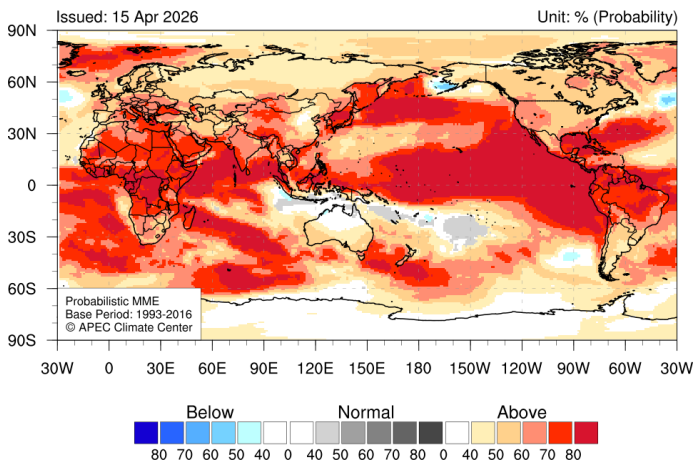 Issued: 15 Apr 2026 Unit: % (Probability)
90N
60N
30N
0
30S
60S
90S
Probabilistic MME
Base Period: 1993-2016
© APEC Climate Center
30W 0 30E 60E 90E 120E 150E 180 150W 120W 90W 60W 30W
Below Normal Above
80 70 60 50 40 0 40 50 60 70 80 0 40 50 60 70 80